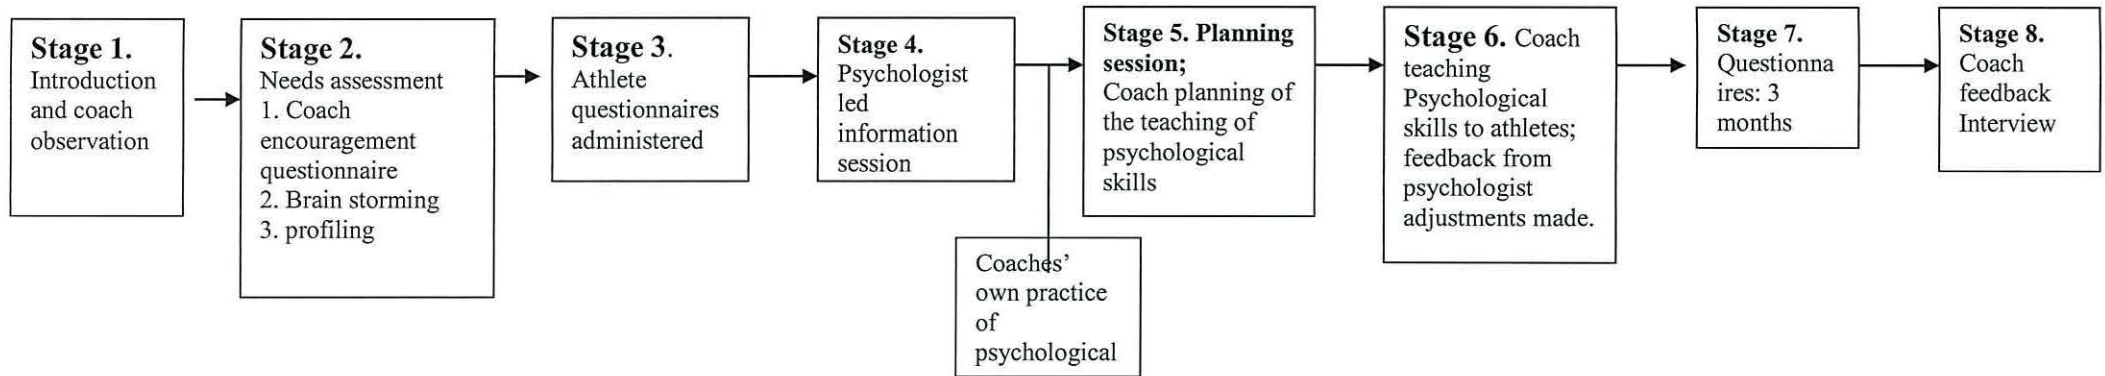 Stage 1.
Introduction
and coach
observation
Stage 2.
Needs assessment
1. Coach
encouragement
questionnaire
2. Brain storming
3. profiling
Stage 3.
Athlete
questionnaires
administered
Stage 4.
Psychologist
led
information
session
Coaches’
own practice
of
psychological
Stage 5. Planning
session;
Coach planning of
the teaching of
psychological
skills
Stage 6. Coach
teaching
Psychological
skills to athletes;
feedback from
psychologist
adjustments made.
Stage 7.
Questionna
ires: 3
months
Stage 8.
Coach
feedback
Interview